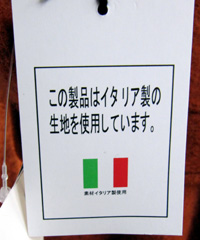 この製品はイタリア製の
生地を使用しています。
素材イタリア製使用